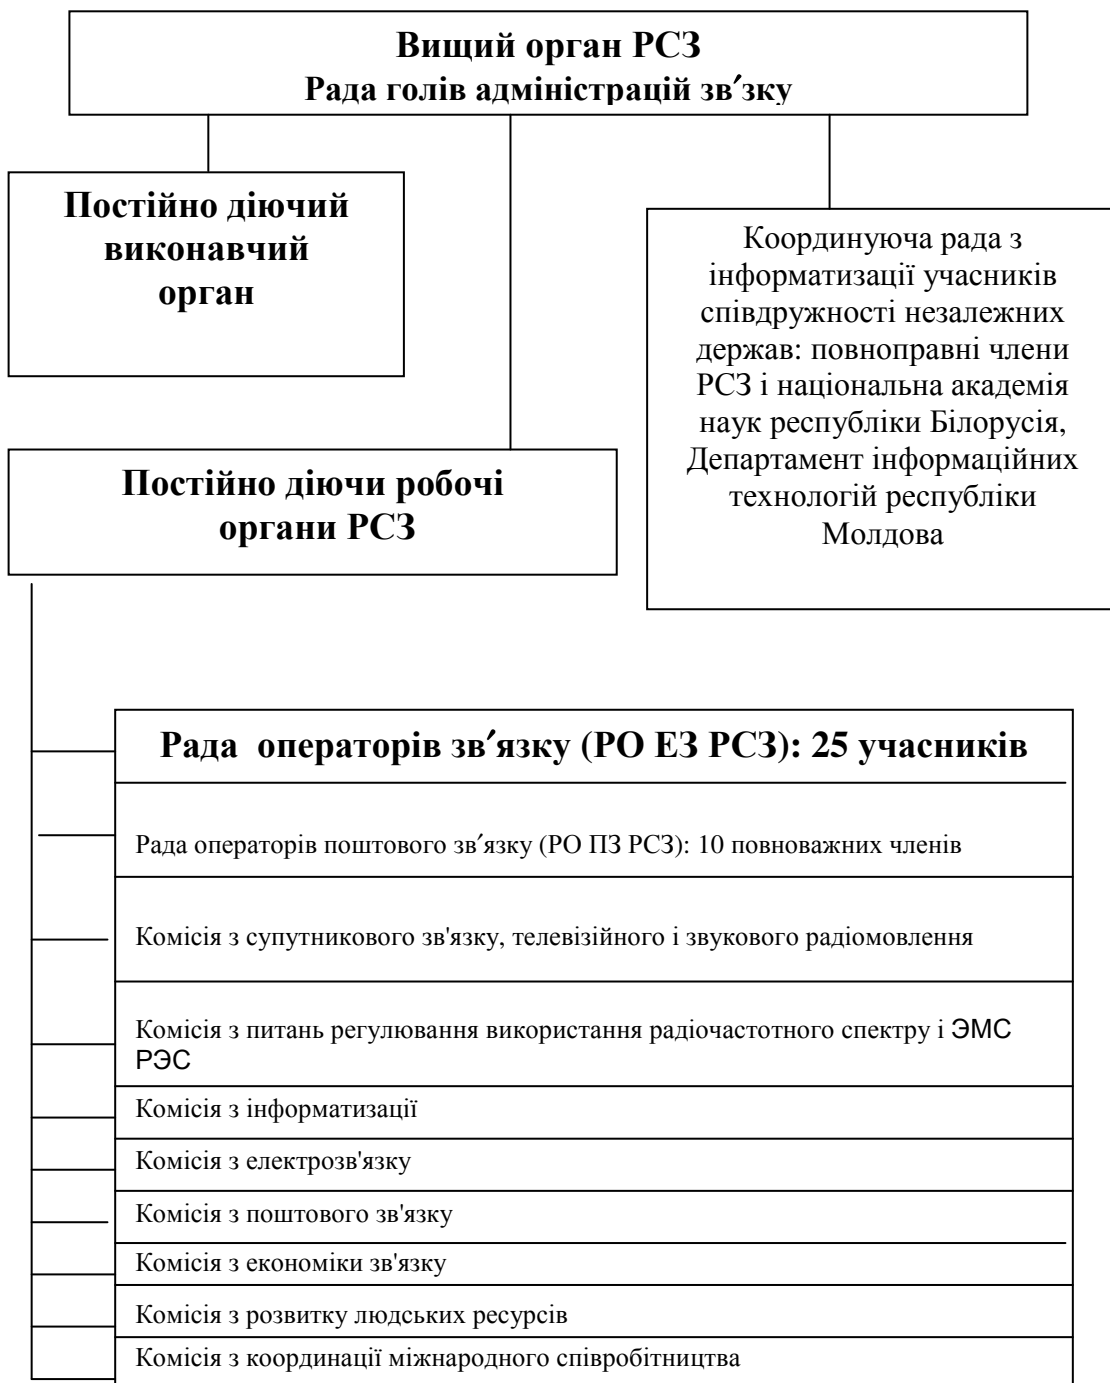 Вищий орган РСЗ
Рада голів адміністрацій зв′зку
Постійно діючий
виконавчий
орган
Координуюча рада з
інформатизації учасників
співдружності незалежних
держав: повноправні члени
РСЗ і національна академія
наук республіки Білорусія,
Департамент інформаційних
технологій республіки
Молдова
Постійно діючи робочі
органи РСЗ
Рада операторів зв′язку (РО ЕЗ РСЗ): 25 учасників
Рада операторів поштового зв′язку (РО ПЗ РСЗ): 10 повноважних членів
Комісія з супутникового зв'язку, телевізійного і звукового радіомовлення
Комісія з питань регулювання використання радіочастотного спектру і ЭМС
РЭС
Комісія з інформатизації
Комісія з електрозв'язку
Комісія з поштового зв'язку
Комісія з економіки зв'язку
Комісія з розвитку людських ресурсів
Комісія з координації міжнародного співробітництва